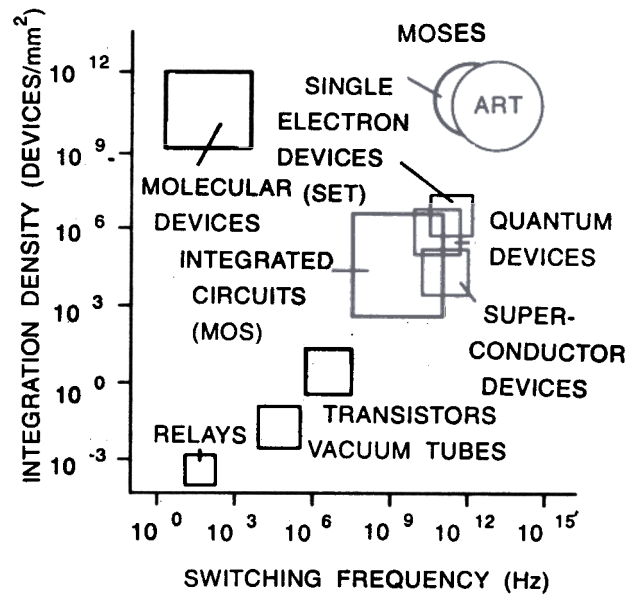 MOSES
SINGLE
ELECTRON
DEVICES
(SET)
ART
MOLECULAR
DEVICES
QUANTUM
DEVICES
INTEGRATED
CIRCUITS
(MOS)
SUPER-
CONDUCTOR
DEVICES
TRANSISTORS
VACUUM TUBES
RELAYS
INTEGRATION DENSITY (DEVICES/mm²)
10 12
10 9
10 6
10 3
10 0
10 -3
10 0
10 3
10 6
10 9
10 12
10 15
SWITCHING FREQUENCY (Hz)